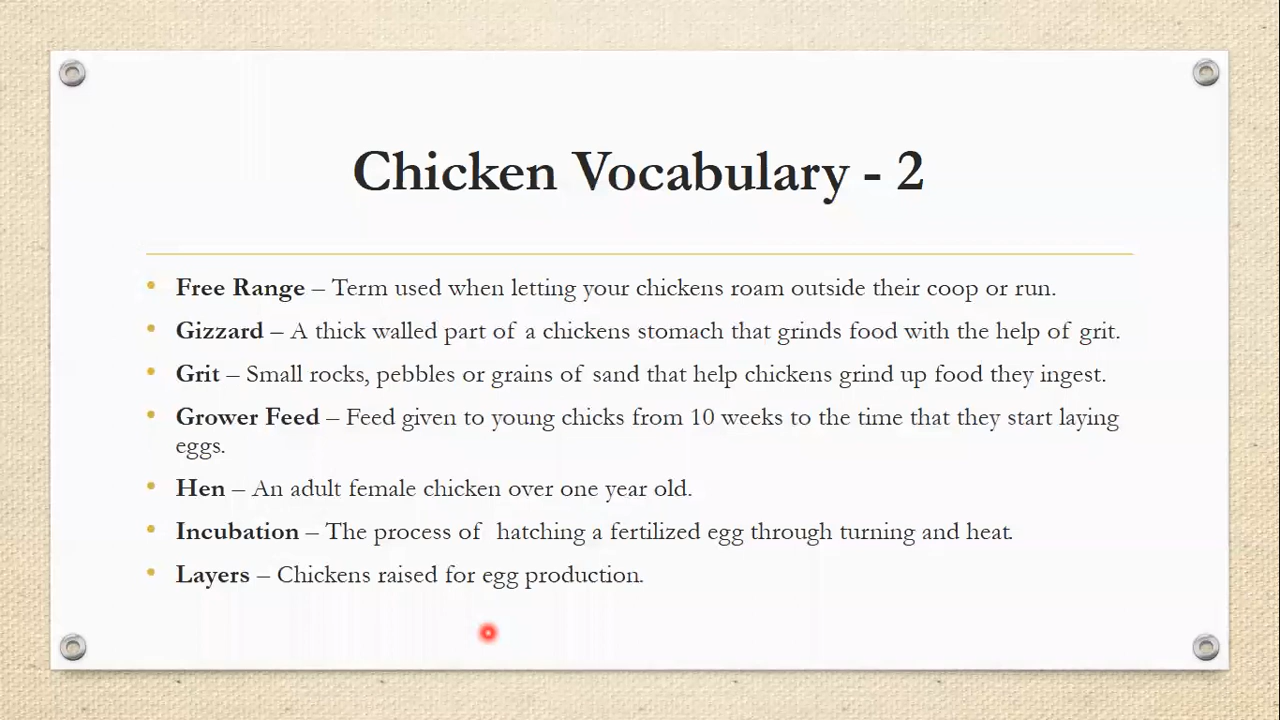 Chicken Vocabulary - 2
• Free Range – Term used when letting your chickens roam outside their coop or run.
• Gizzard – A thick walled part of a chickens stomach that grinds food with the help of grit.
• Grit – Small rocks, pebbles or grains of sand that help chickens grind up food they ingest.
• Grower Feed – Feed given to young chicks from 10 weeks to the time that they start laying
eggs.
• Hen – An adult female chicken over one year old.
• Incubation – The process of  hatching a fertilized egg through turning and heat.
• Layers – Chickens raised for egg production.